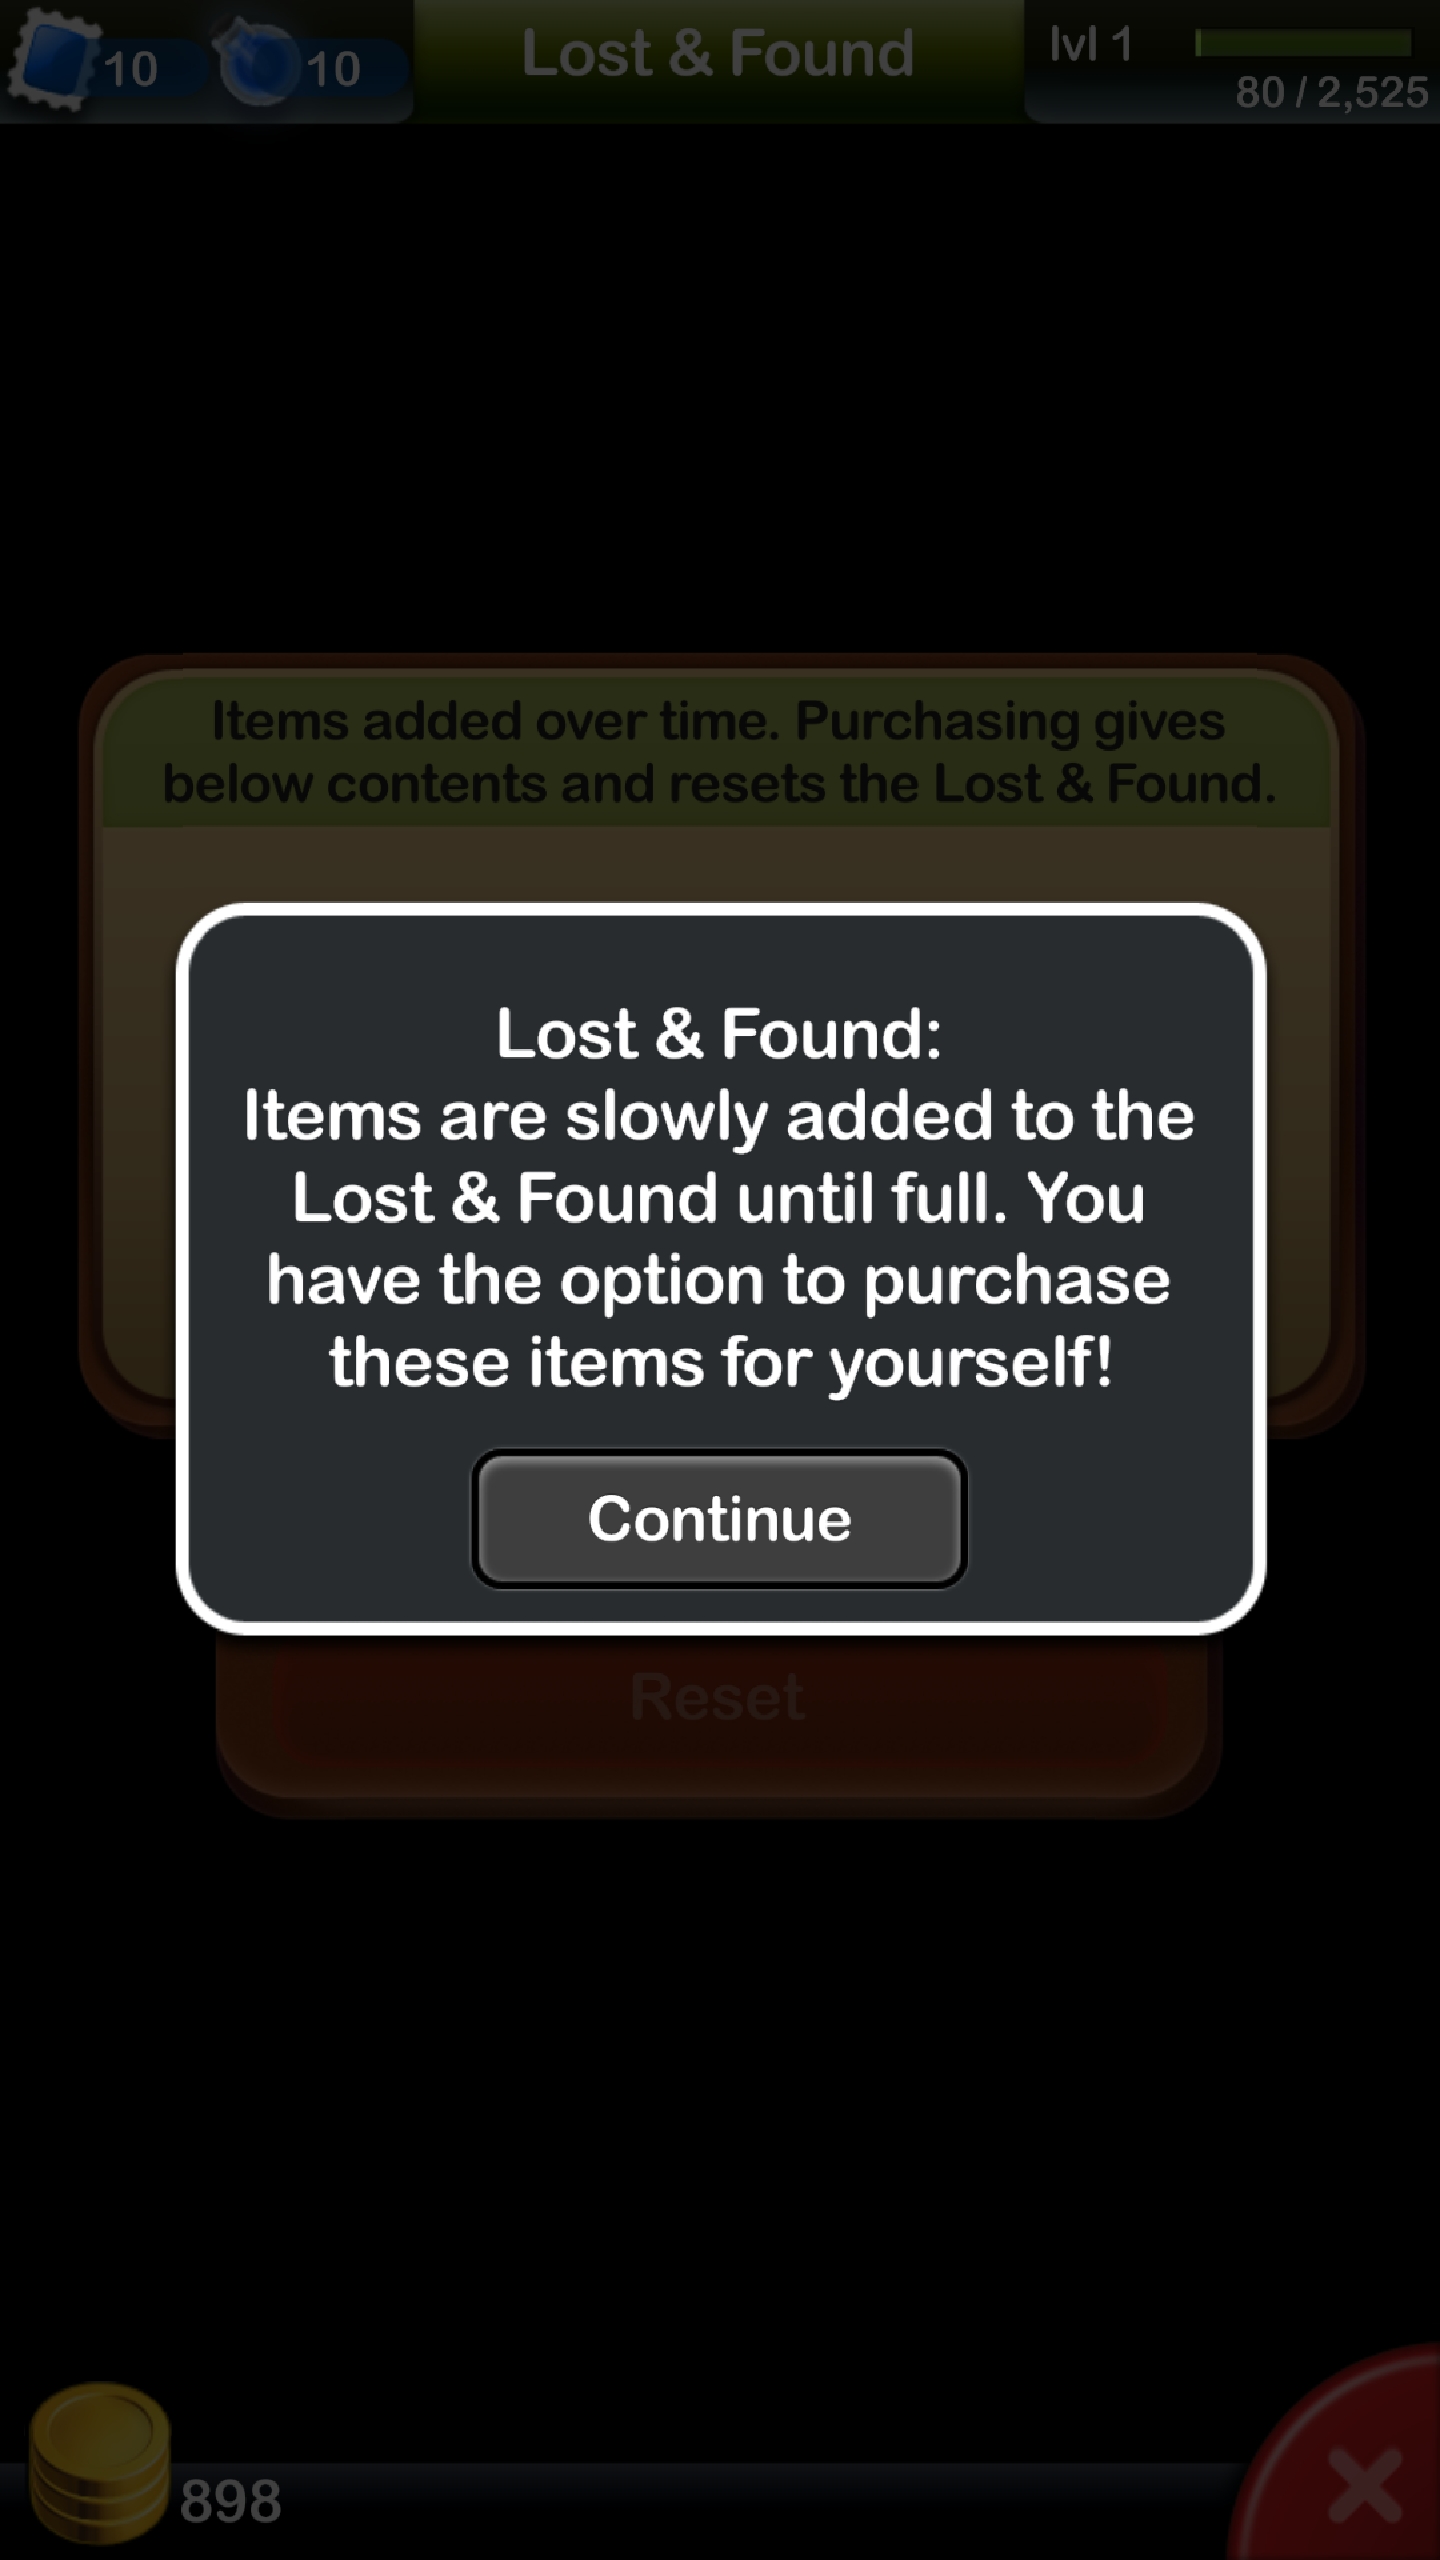 10
10
Lost & Found
lvl 1
80 / 2,525
Items added over time. Purchasing gives
below contents and resets the Lost & Found.
Lost & Found:
Items are slowly added to the
Lost & Found until full. You
have the option to purchase
these items for yourself!
Continue
Reset
898